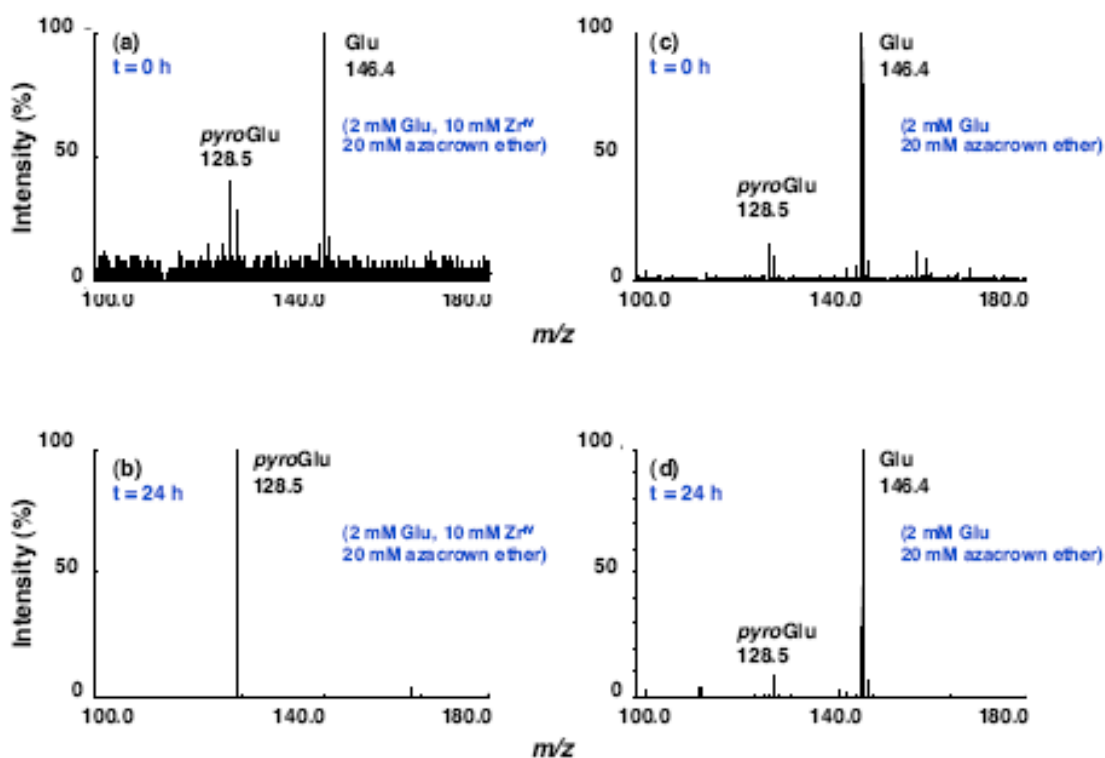 100
(a)
t = 0 h
Glu
146.4
(2 mM Glu, 10 mM Zrᴵⱽ
20 mM azacrown ether)
pyroGlu
128.5
50
0
100.0 140.0 180.0
Intensity (%)
100
(c)
t = 0 h
Glu
146.4
(2 mM Glu
20 mM azacrown ether)
pyroGlu
128.5
50
0
100.0 140.0 180.0
m/z
100
(b)
t = 24 h
pyroGlu
128.5
(2 mM Glu, 10 mM Zrᴵⱽ
20 mM azacrown ether)
50
0
100.0 140.0 180.0
Intensity (%)
100
(d)
t = 24 h
Glu
146.4
(2 mM Glu
20 mM azacrown ether)
pyroGlu
128.5
50
0
100.0 140.0 180.0
m/z